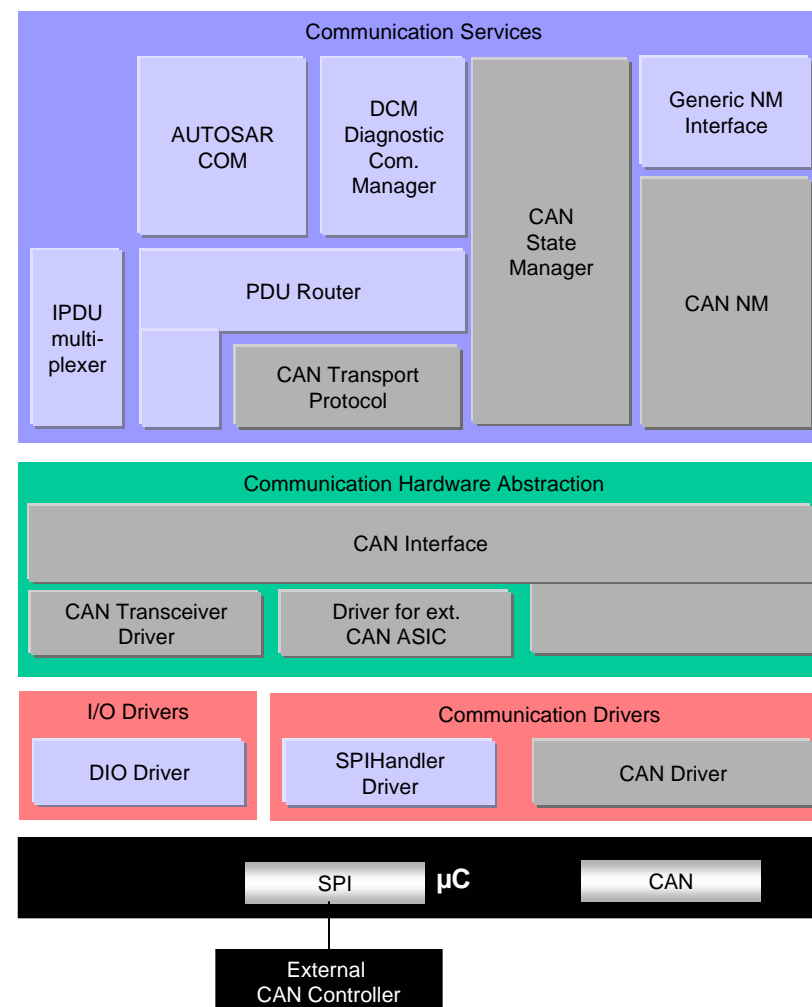 Communication Services
AUTOSAR
COM
DCM
Diagnostic
Com.
Manager
CAN
State
Manager
Generic NM
Interface
IPDU
multi-
plexer
PDU Router
CAN Transport
Protocol
CAN NM
Communication Hardware Abstraction
CAN Interface
CAN Transceiver
Driver
Driver for ext.
CAN ASIC
I/O Drivers
DIO Driver
Communication Drivers
SPIHandler
Driver
CAN Driver
SPI
µC
CAN
External
CAN Controller